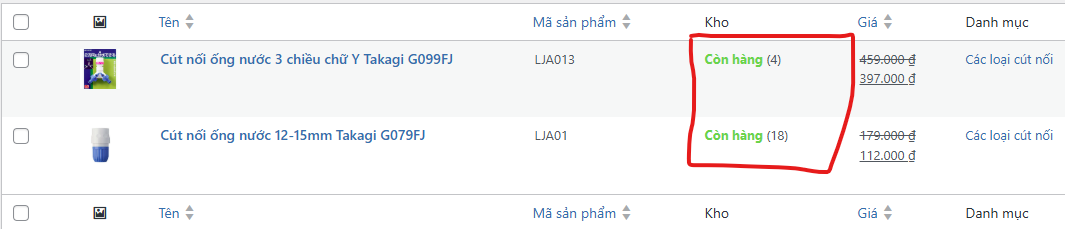 Tên Mã sản phẩm Kho Giá Danh mục
Cút nối ống nước 3 chiều chữ Y Takagi G099FJ LJA013 Còn hàng (4) 459.000 ₫ Các loại cút nối
397.000 ₫
Cút nối ống nước 12-15mm Takagi G079FJ LJA01 Còn hàng (18) 179.000 ₫ Các loại cút nối
112.000 ₫
Tên Mã sản phẩm Kho Giá Danh mục